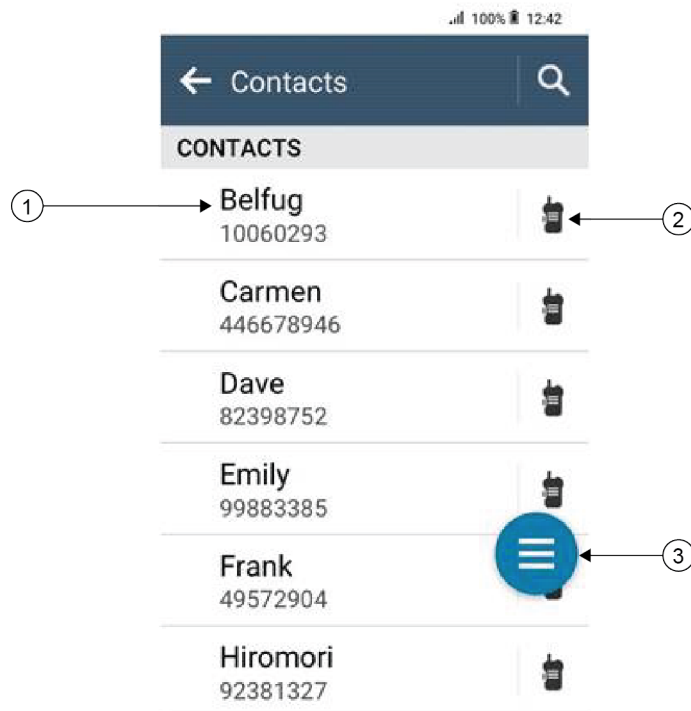 100% 12:42
Contacts
CONTACTS
1
Belfug
10060293
2
Carmen
446678946
Dave
82398752
Emily
99883385
3
Frank
49572904
Hiromori
92381327